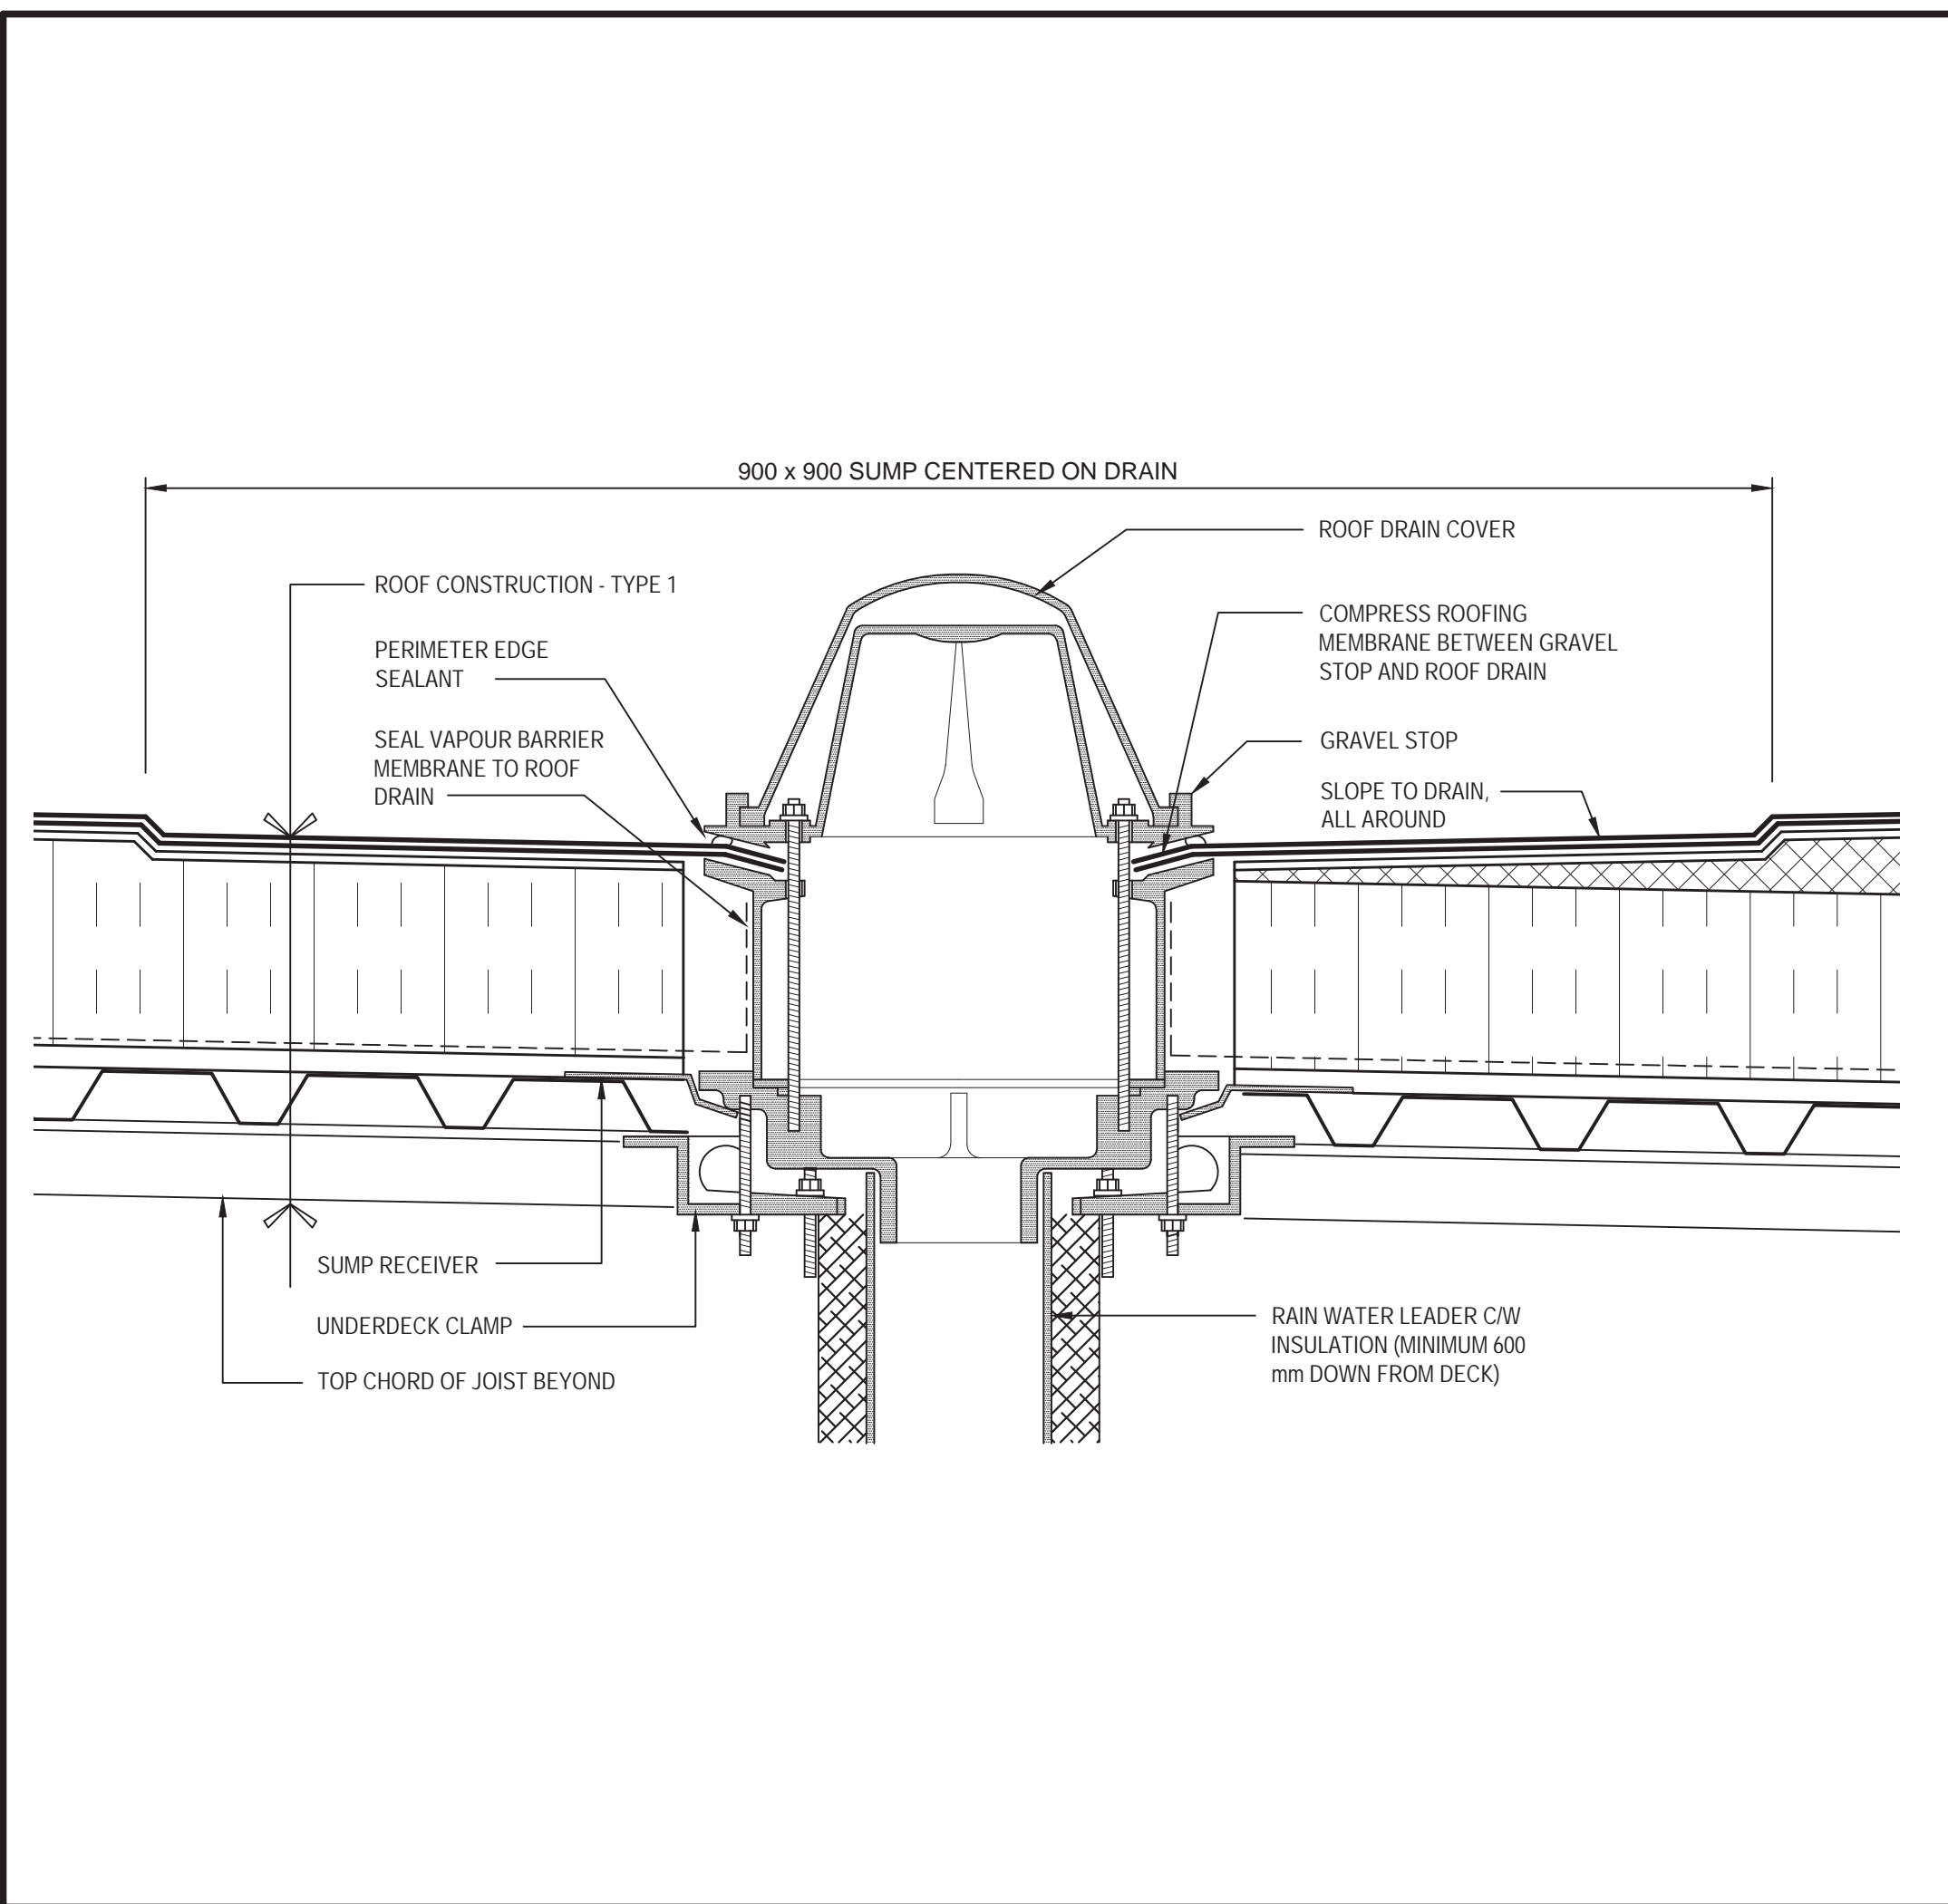 900 x 900 SUMP CENTERED ON DRAIN
ROOF CONSTRUCTION - TYPE 1
PERIMETER EDGE
SEALANT
SEAL VAPOUR BARRIER
MEMBRANE TO ROOF
DRAIN
ROOF DRAIN COVER
COMPRESS ROOFING
MEMBRANE BETWEEN GRAVEL
STOP AND ROOF DRAIN
GRAVEL STOP
SLOPE TO DRAIN,
ALL AROUND
SUMP RECEIVER
UNDERDECK CLAMP
TOP CHORD OF JOIST BEYOND
RAIN WATER LEADER C/W
INSULATION (MINIMUM 600
mm DOWN FROM DECK)